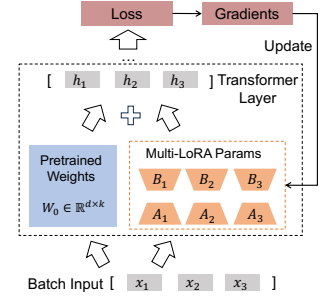 Loss
Gradients
Update
...
[ h₁ h₂ h₃ ]
Transformer
Layer
Pretrained
Weights
W₀ ∈ ℝᵈˣᵏ
Multi-LoRA Params
B₁ B₂ B₃
A₁ A₂ A₃
Batch Input [ x₁ x₂ x₃ ]